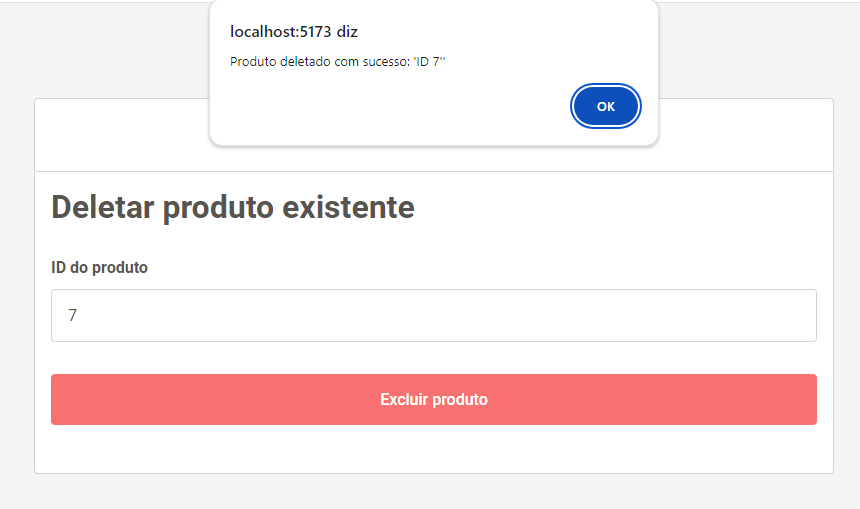 localhost:5173 diz
Produto deletado com sucesso: 'ID 7''
OK
Deletar produto existente
ID do produto
7
Excluir produto